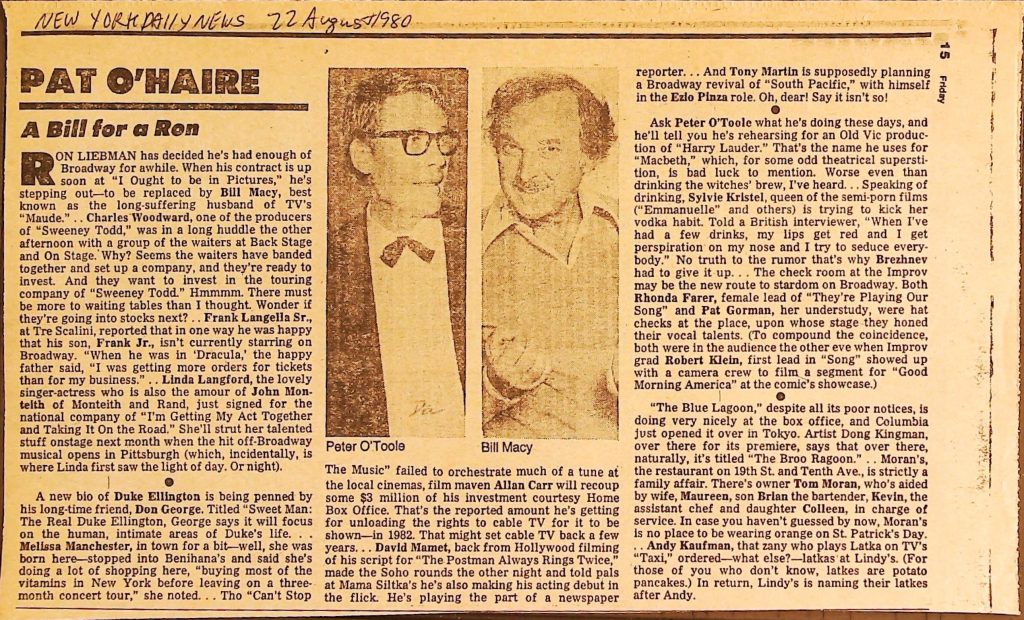 NEW YORK DAILY NEWS 22 August 1980
15 Friday
PAT O'HAIRE
A Bill for a Ron
RON LIEBMAN has decided he's had enough of
Broadway for awhile. When his contract is up
soon at "I Ought to be in Pictures," he's
stepping out—to be replaced by Bill Macy, best
known as the long-suffering husband of TV's
"Maude." . . Charles Woodward, one of the producers
of "Sweeney Todd," was in a long huddle the other
afternoon with a group of the waiters at Back Stage
and On Stage. Why? Seems the waiters have banded
together and set up a company, and they're ready to
invest. And they want to invest in the touring
company of "Sweeney Todd." Hmmmm. There must
be more to waiting tables than I thought. Wonder if
they're going into stocks next? . . Frank Langella Sr.,
at Tre Scalini, reported that in one way he was happy
that his son, Frank Jr., isn't currently starring on
Broadway. "When he was in 'Dracula,' the happy
father said, "I was getting more orders for tickets
than for my business." . . Linda Langford, the lovely
singer-actress who is also the amour of John Mon-
teith of Monteith and Rand, just signed for the
national company of "I'm Getting My Act Together
and Taking It On the Road." She'll strut her talented
stuff onstage next month when the hit off-Broadway
musical opens in Pittsburgh (which, incidentally, is
where Linda first saw the light of day. Or night).
A new bio of Duke Ellington is being penned by
his long-time friend, Don George. Titled "Sweet Man:
The Real Duke Ellington, George says it will focus
on the human, intimate areas of Duke's life. . .
Melissa Manchester, in town for a bit—well, she was
born here—stopped into Benihana's and said she's
doing a lot of shopping here, "buying most of the
vitamins in New York before leaving on a three-
month concert tour," she noted. . . Tho "Can't Stop
Peter O'Toole
Bill Macy
The Music" failed to orchestrate much of a tune at
the local cinemas, film maven Allan Carr will recoup
some $3 million of his investment courtesy Home
Box Office. That's the reported amount he's getting
for unloading the rights to cable TV for it to be
shown—in 1982. That might set cable TV back a few
years. . . David Mamet, back from Hollywood filming
of his script for "The Postman Always Rings Twice,"
made the Soho rounds the other night and told pals
at Mama Siltka's he's also making his acting debut in
the flick. He's playing the part of a newspaper
reporter. . . And Tony Martin is supposedly planning
a Broadway revival of "South Pacific," with himself
in the Ezio Pinza role. Oh, dear! Say it isn't so!
Ask Peter O'Toole what he's doing these days, and
he'll tell you he's rehearsing for an Old Vic produc-
tion of "Harry Lauder." That's the name he uses for
"Macbeth," which, for some odd theatrical supersti-
tion, is bad luck to mention. Worse even than
drinking the witches' brew, I've heard. . . Speaking of
drinking, Sylvie Kristel, queen of the semi-porn films
("Emmanuelle" and others) is trying to kick her
vodka habit. Told a British interviewer, "When I've
had a few drinks, my lips get red and I get
perspiration on my nose and I try to seduce every-
body." No truth to the rumor that's why Brezhnev
had to give it up. . . The check room at the Improv
may be the new route to stardom on Broadway. Both
Rhonda Farer, female lead of "They're Playing Our
Song" and Pat Gorman, her understudy, were hat
checks at the place, upon whose stage they honed
their vocal talents. (To compound the coincidence,
both were in the audience the other eve when Improv
grad Robert Klein, first lead in "Song" showed up
with a camera crew to film a segment for "Good
Morning America" at the comic's showcase.)
"The Blue Lagoon," despite all its poor notices, is
doing very nicely at the box office, and Columbia
just opened it over in Tokyo. Artist Dong Kingman,
over there for its premiere, says that over there,
naturally, it's titled "The Broo Ragoon." . . Moran's,
the restaurant on 19th St. and Tenth Ave., is strictly a
family affair. There's owner Tom Moran, who's aided
by wife, Maureen, son Brian the bartender, Kevin, the
assistant chef and daughter Colleen, in charge of
service. In case you haven't guessed by now, Moran's
is no place to be wearing orange on St. Patrick's Day.
. . Andy Kaufman, that zany who plays Latka on TV's
"Taxi," ordered—what else?—latkas at Lindy's. (For
those of you who don't know, latkes are potato
pancakes.) In return, Lindy's is naming their latkes
after Andy.